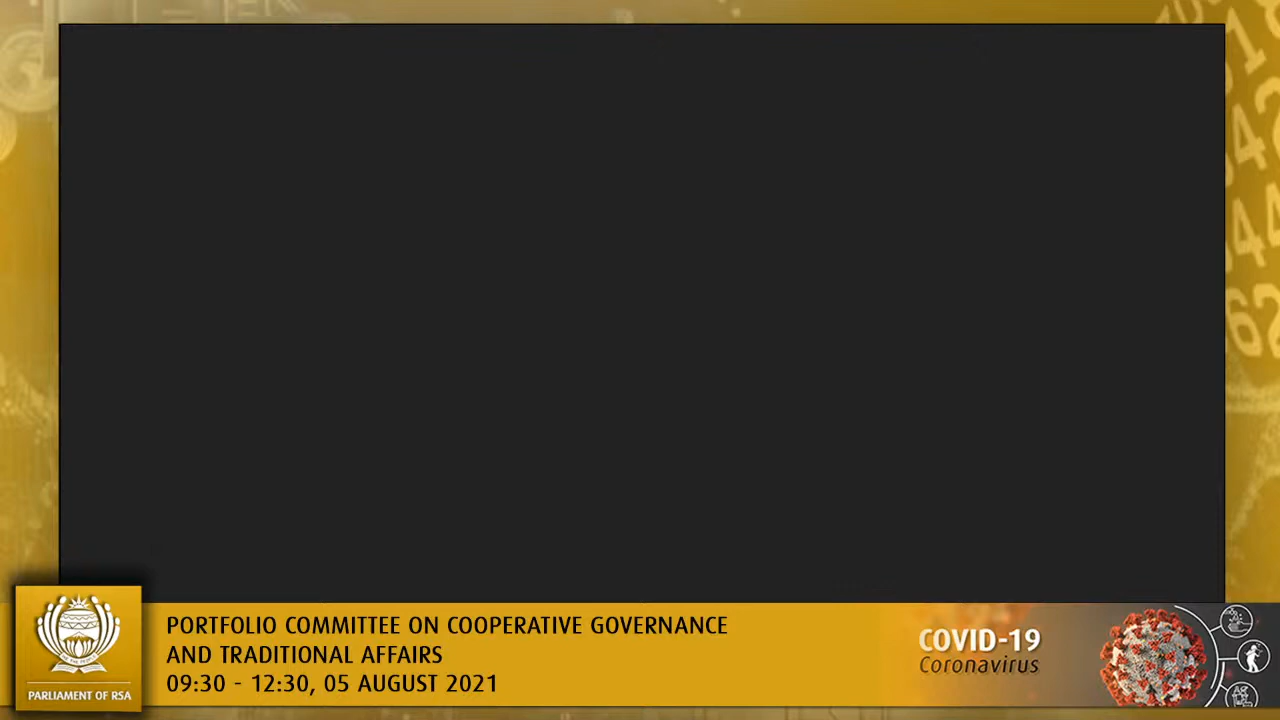 PORTFOLIO COMMITTEE ON COOPERATIVE GOVERNANCE
AND TRADITIONAL AFFAIRS
09:30 - 12:30, 05 AUGUST 2021
PARLIAMENT OF RSA
COVID-19
Coronavirus